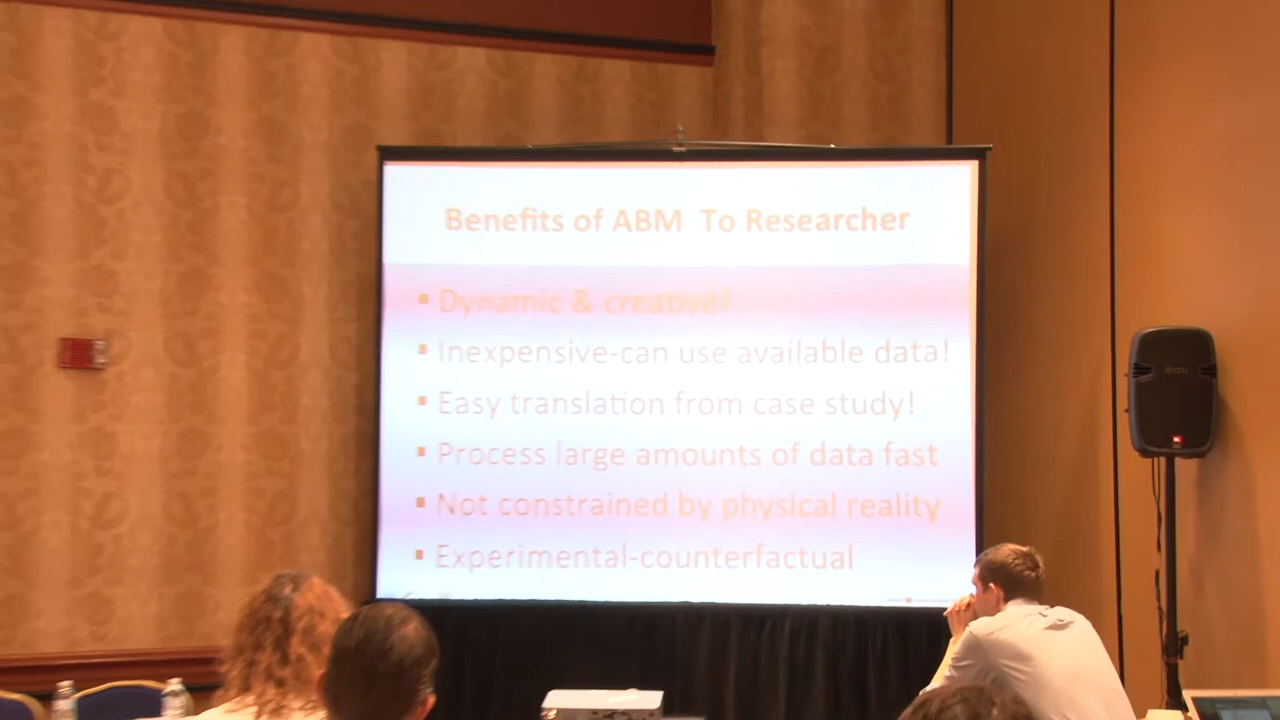 Benefits of ABM To Researcher
▪ Dynamic & creative!
▪ Inexpensive-can use available data!
▪ Easy translation from case study!
▪ Process large amounts of data fast
▪ Not constrained by physical reality
▪ Experimental-counterfactual
EON